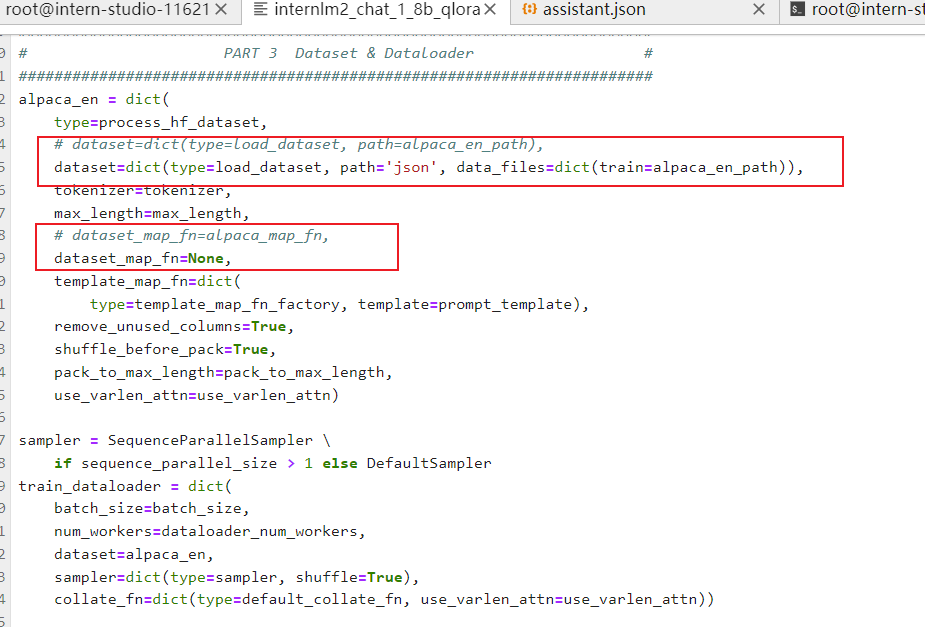 root@intern-studio-11621 internlm2_chat_1_8b_qlora assistant.json root@intern-st
# PART 3 Dataset & Dataloader #
#######################################################################
alpaca_en = dict(
    type=process_hf_dataset,
    # dataset=dict(type=load_dataset, path=alpaca_en_path),
    dataset=dict(type=load_dataset, path='json', data_files=dict(train=alpaca_en_path)),
    tokenizer=tokenizer,
    max_length=max_length,
    # dataset_map_fn=alpaca_map_fn,
    dataset_map_fn=None,
    template_map_fn=dict(
        type=template_map_fn_factory, template=prompt_template),
    remove_unused_columns=True,
    shuffle_before_pack=True,
    pack_to_max_length=pack_to_max_length,
    use_varlen_attn=use_varlen_attn)
sampler = SequenceParallelSampler \
    if sequence_parallel_size > 1 else DefaultSampler
train_dataloader = dict(
    batch_size=batch_size,
    num_workers=dataloader_num_workers,
    dataset=alpaca_en,
    sampler=dict(type=sampler, shuffle=True),
    collate_fn=dict(type=default_collate_fn, use_varlen_attn=use_varlen_attn))